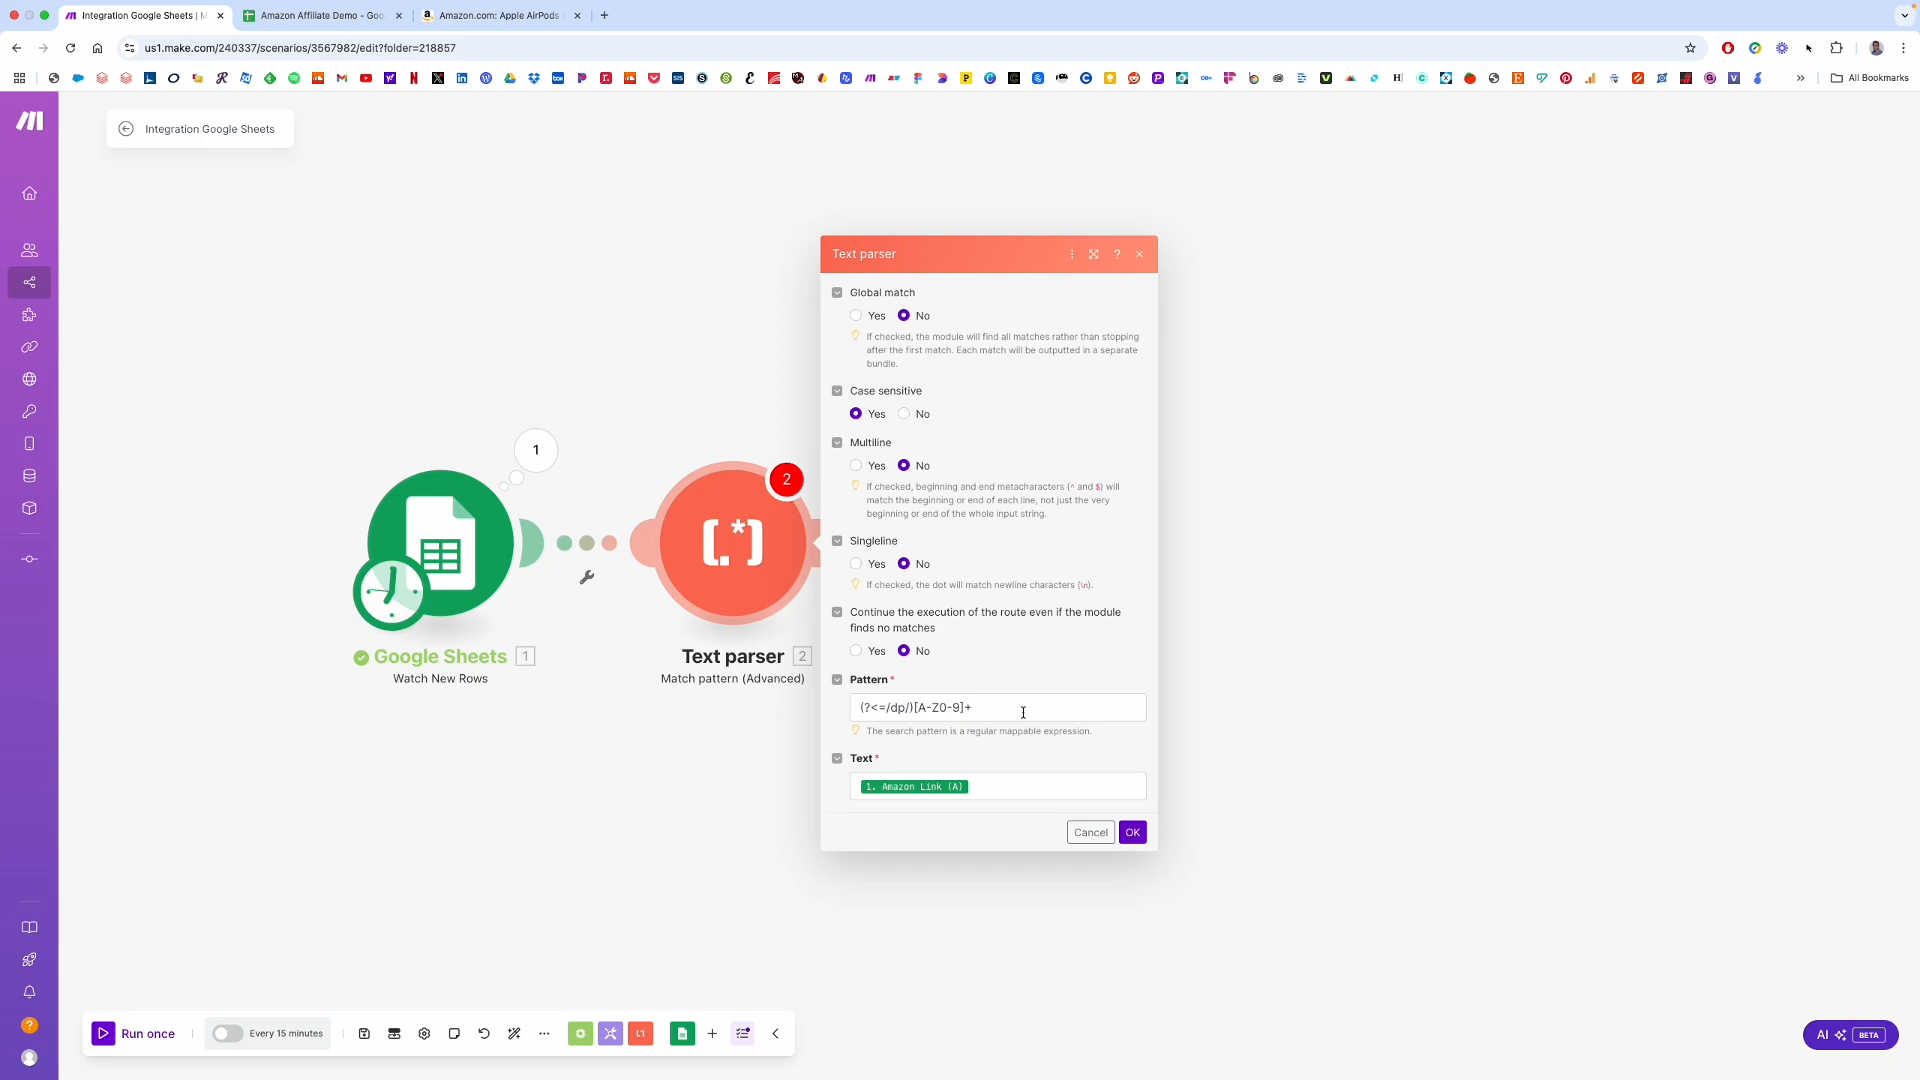 Integration Google Sheets | M
Amazon Affiliate Demo - Goo
Amazon.com: Apple AirPods
us1.make.com/240337/scenarios/3567982/edit?folder=218857
All Bookmarks
Integration Google Sheets
Text parser
Global match
Yes No
If checked, the module will find all matches rather than stopping
after the first match. Each match will be outputted in a separate
bundle.
Case sensitive
Yes No
Multiline
Yes No
If checked, beginning and end metacharacters (^ and $) will
match the beginning or end of each line, not just the very
beginning or end of the whole input string.
Singleline
Yes No
If checked, the dot will match newline characters (\n).
Continue the execution of the route even if the module
finds no matches
Yes No
Pattern *
(?<=/dp/)[A-Z0-9]+
The search pattern is a regular mappable expression.
Text *
1. Amazon Link (A)
Cancel OK
1
2
[.*]
Google Sheets 1
Watch New Rows
Text parser 2
Match pattern (Advanced)
Run once
Every 15 minutes
AI BETA